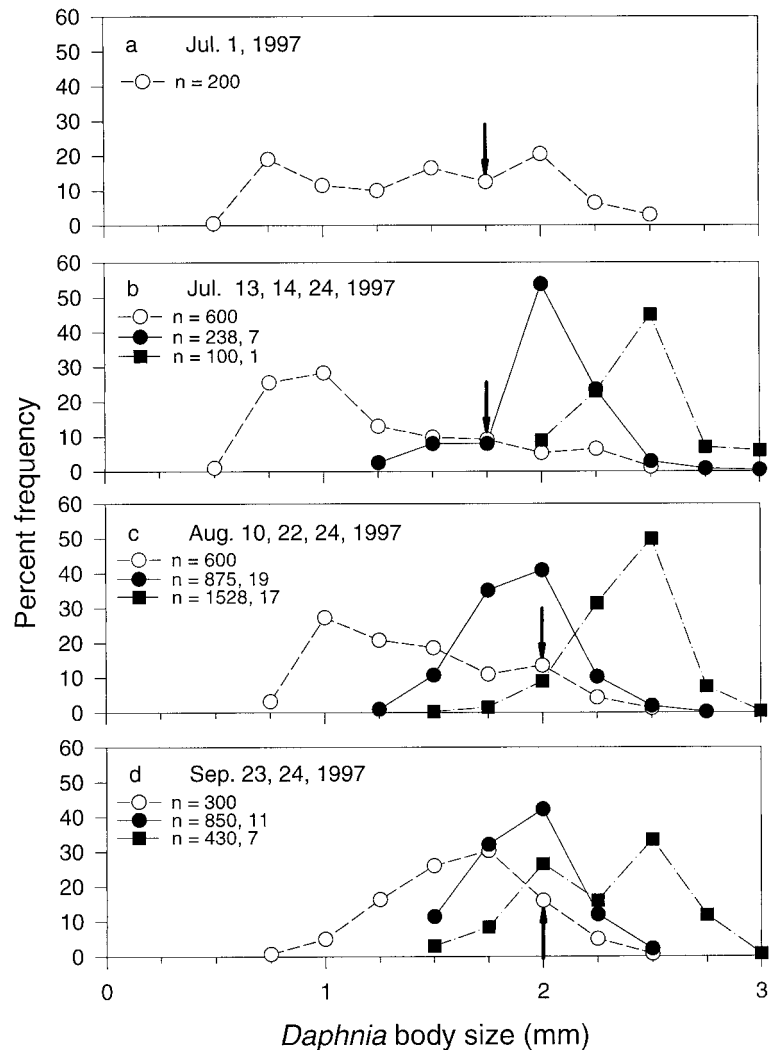 Percent frequency
60
50
40
30
20
10
0
a Jul. 1, 1997
n = 200
60
50
40
30
20
10
0
b Jul. 13, 14, 24, 1997
n = 600
n = 238, 7
n = 100, 1
60
50
40
30
20
10
0
c Aug. 10, 22, 24, 1997
n = 600
n = 875, 19
n = 1528, 17
60
50
40
30
20
10
0
d Sep. 23, 24, 1997
n = 300
n = 850, 11
n = 430, 7
0 1 2 3
Daphnia body size (mm)